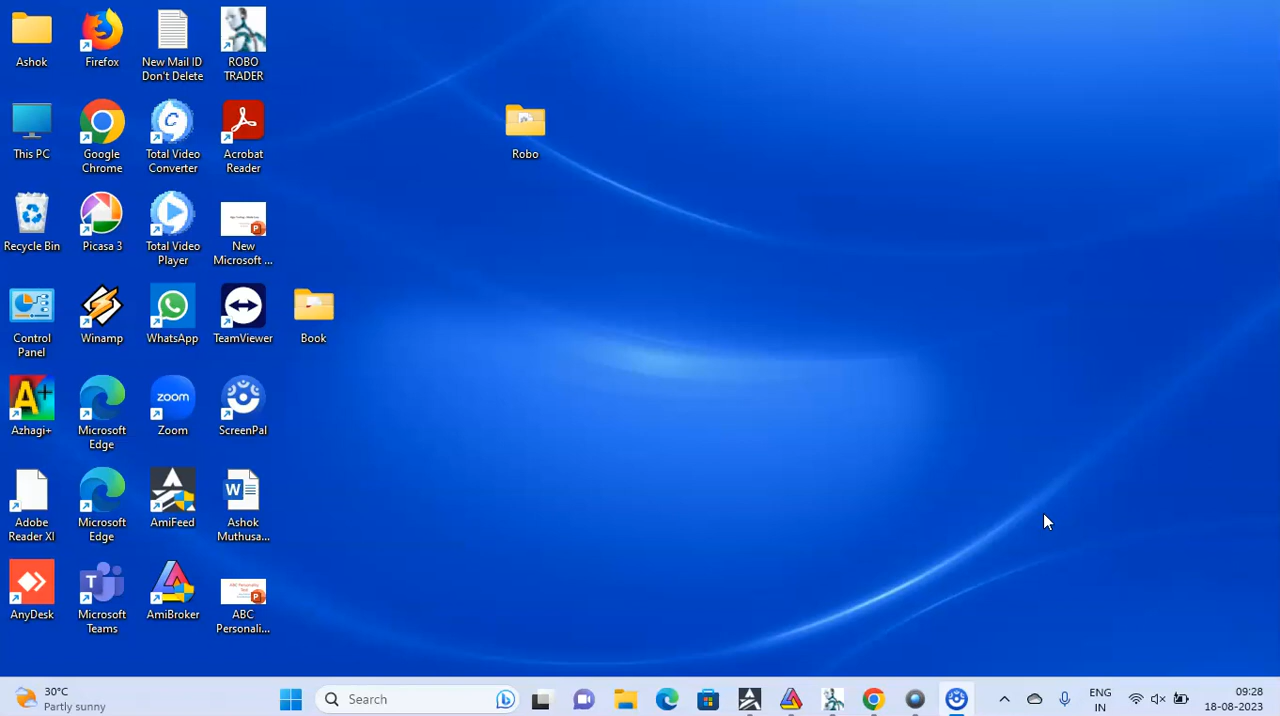 Ashok
Firefox
New Mail ID
Don't Delete
ROBO
TRADER
This PC
Google
Chrome
Total Video
Converter
Acrobat
Reader
Robo
Recycle Bin
Picasa 3
Total Video
Player
New
Microsoft ...
Control
Panel
Winamp
WhatsApp
TeamViewer
Book
Azhagi+
Microsoft
Edge
zoom
Zoom
ScreenPal
Adobe
Reader XI
Microsoft
Edge
AmiFeed
Ashok
Muthusa...
AnyDesk
Microsoft
Teams
AmiBroker
ABC
Personali...
30°C
Partly sunny
Search
ENG
IN
09:28
18-08-2023